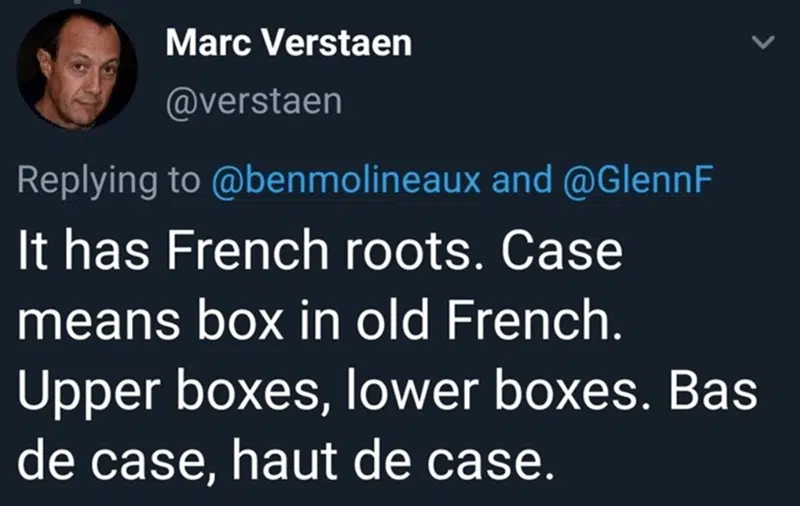 Marc Verstaen
@verstaen
Replying to @benmolineaux and @GlennF
It has French roots. Case
means box in old French.
Upper boxes, lower boxes. Bas
de case, haut de case.